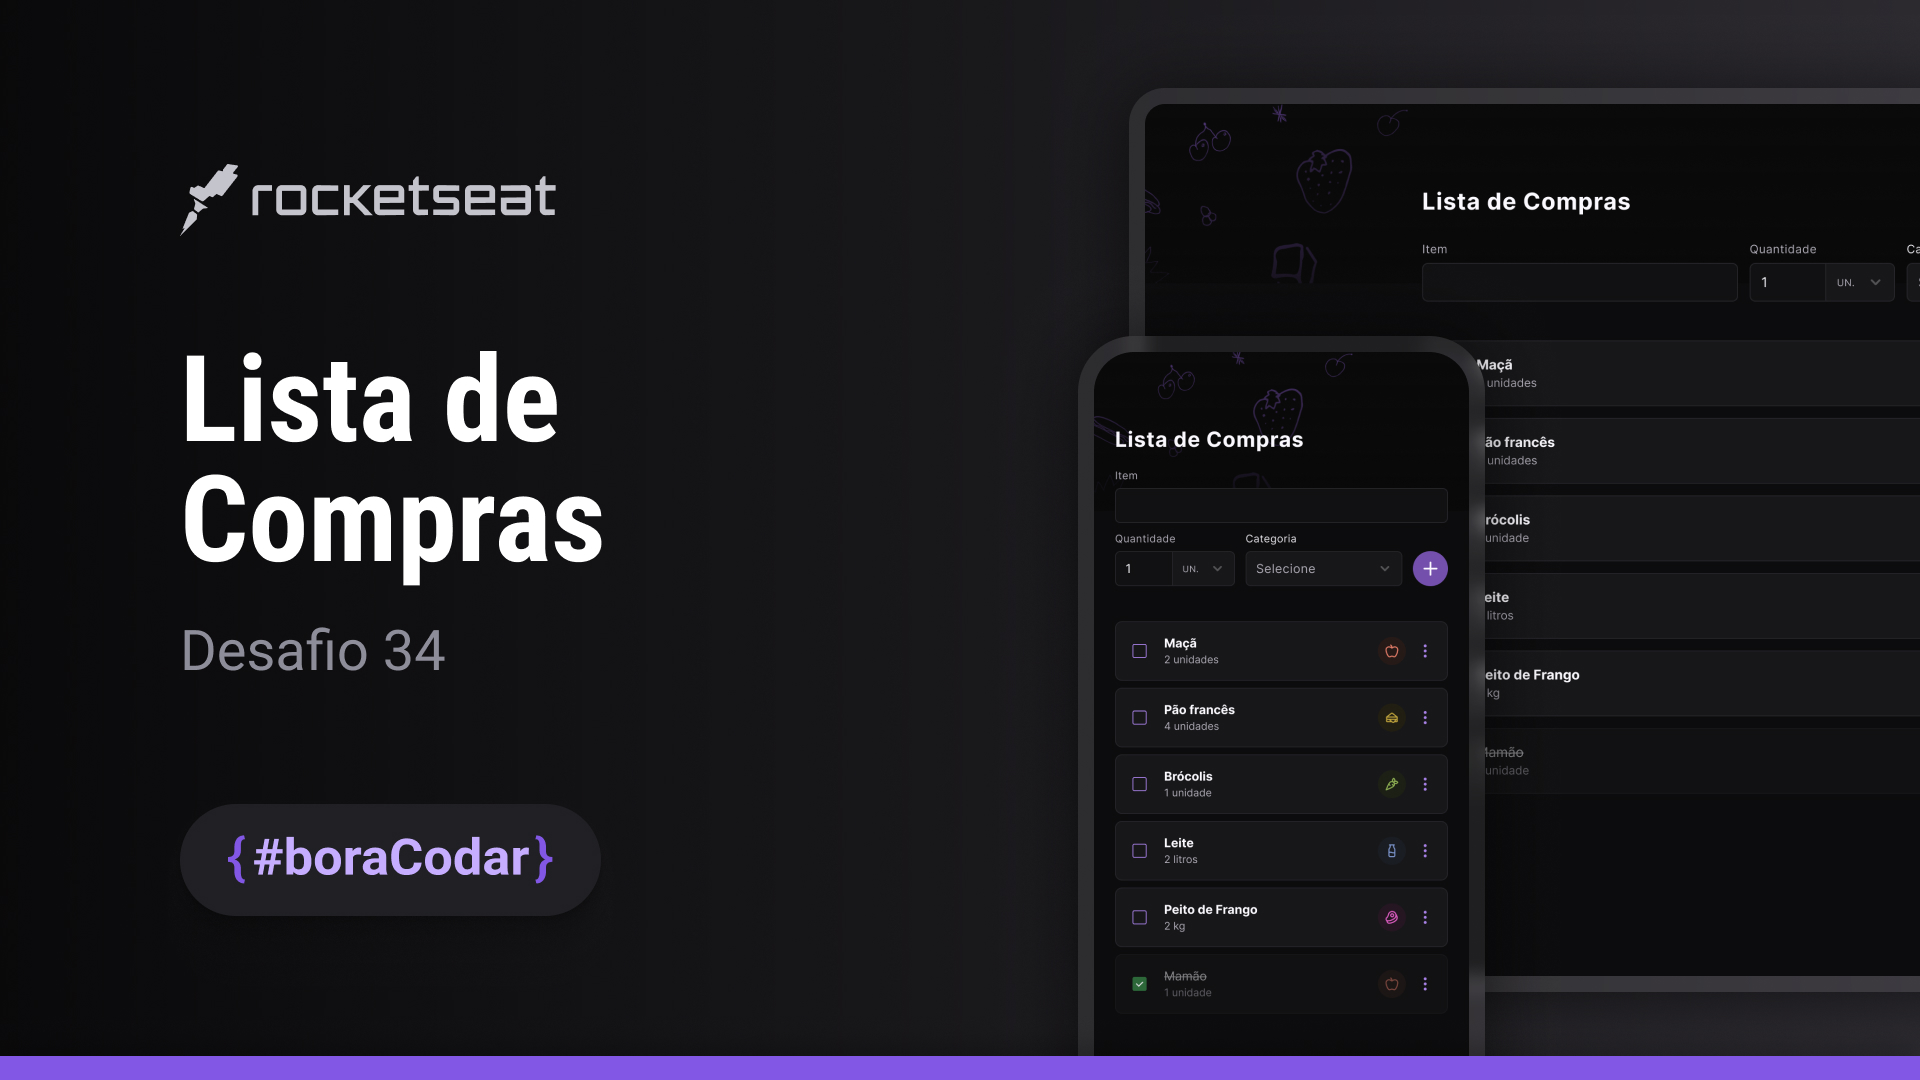 rocketseat
Lista de
Compras
Desafio 34
{#boraCodar}
Lista de Compras
Item
Quantidade
1
UN.
Maçã
unidades
ão francês
unidades
rócolis
unidade
eite
litros
eito de Frango
kg
amão
unidade
Lista de Compras
Item
Quantidade
Categoria
1
UN.
Selecione
Maçã
2 unidades
Pão francês
4 unidades
Brócolis
1 unidade
Leite
2 litros
Peito de Frango
2 kg
Mamão
1 unidade